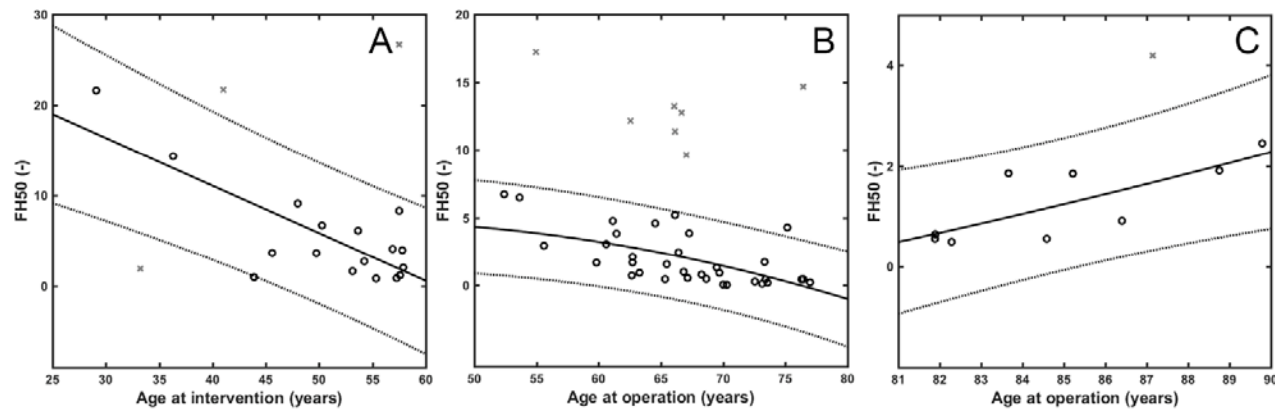 A
B
C
30
20
10
0
FH50 (-)
25 30 35 40 45 50 55 60
Age at intervention (years)
20
15
10
5
0
FH50 (-)
50 55 60 65 70 75 80
Age at operation (years)
4
2
0
FH50 (-)
81 82 83 84 85 86 87 88 89 90
Age at operation (years)